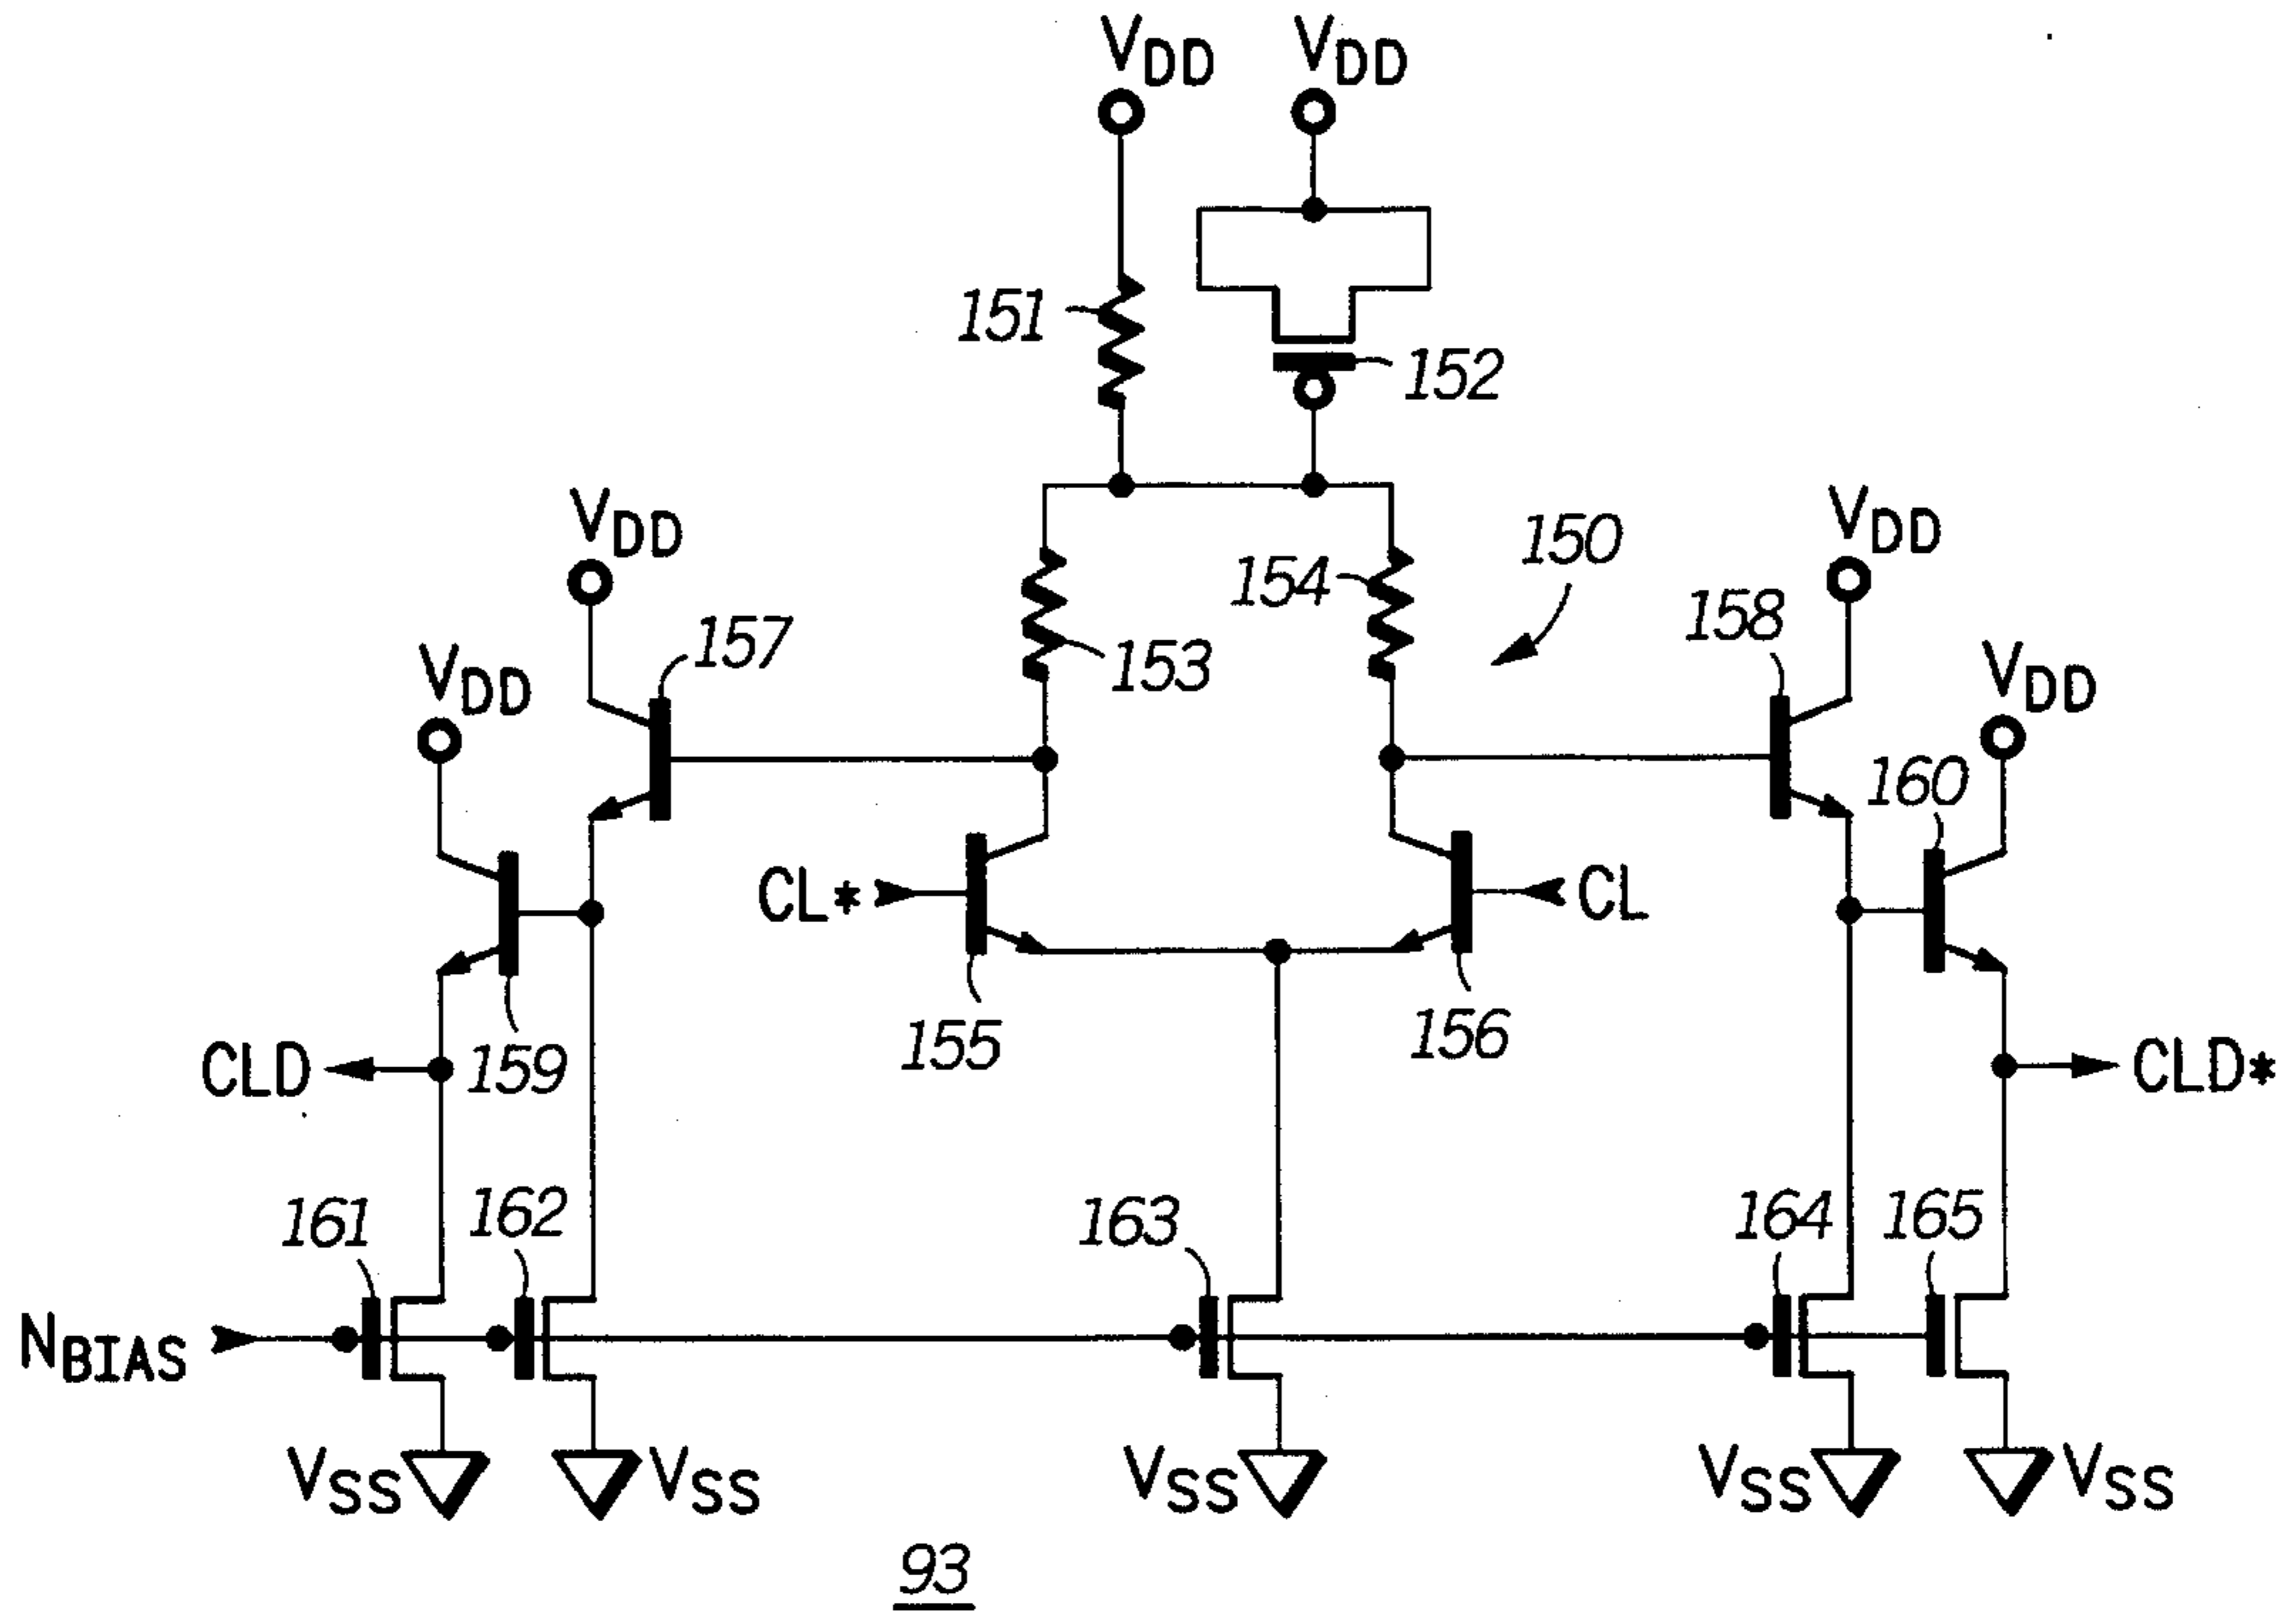 VDD VDD
151
152
VDD
150
VDD
154
158
157
153
VDD
VDD
160
CL* CL
155
156
CLD
159
CLD*
161
162
163
164
165
NBIAS
VSS VSS VSS VSS VSS
93